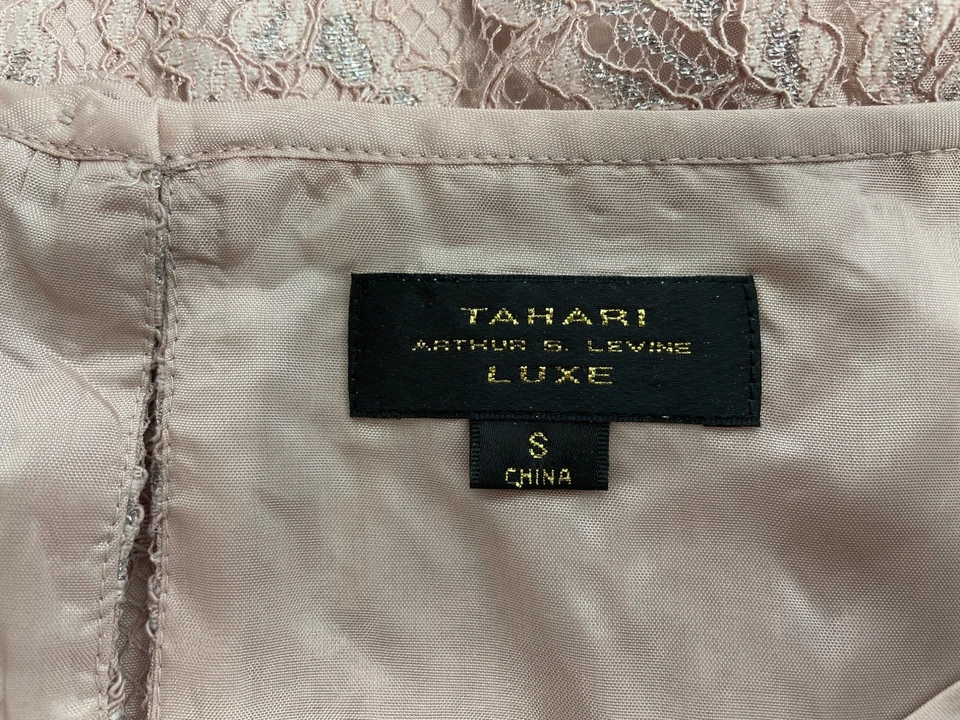 TAHARI
ARTHUR S. LEVINE
LUXE
S
CHINA